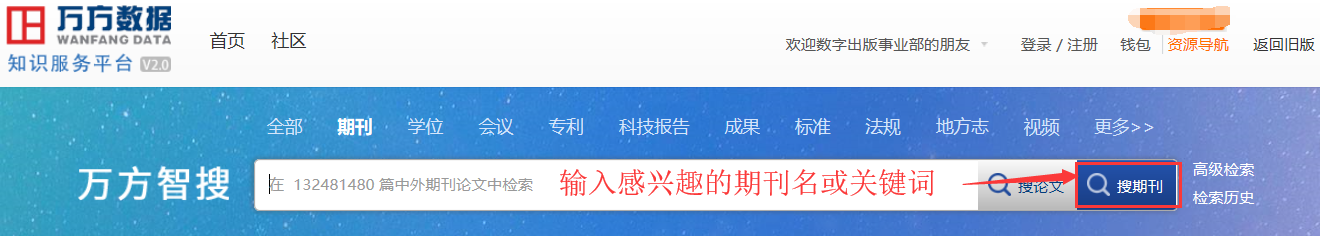 万方数据
WANFANG DATA
知识服务平台 V2.0
首页 社区
欢迎数字出版事业部的朋友 登录 / 注册 钱包 资源导航 返回旧版
全部 期刊 学位 会议 专利 科技报告 成果 标准 法规 地方志 视频 更多>>
万方智搜
在 132481480 篇中外期刊论文中检索 输入感兴趣的期刊名或关键词 搜论文 搜期刊
高级检索
检索历史